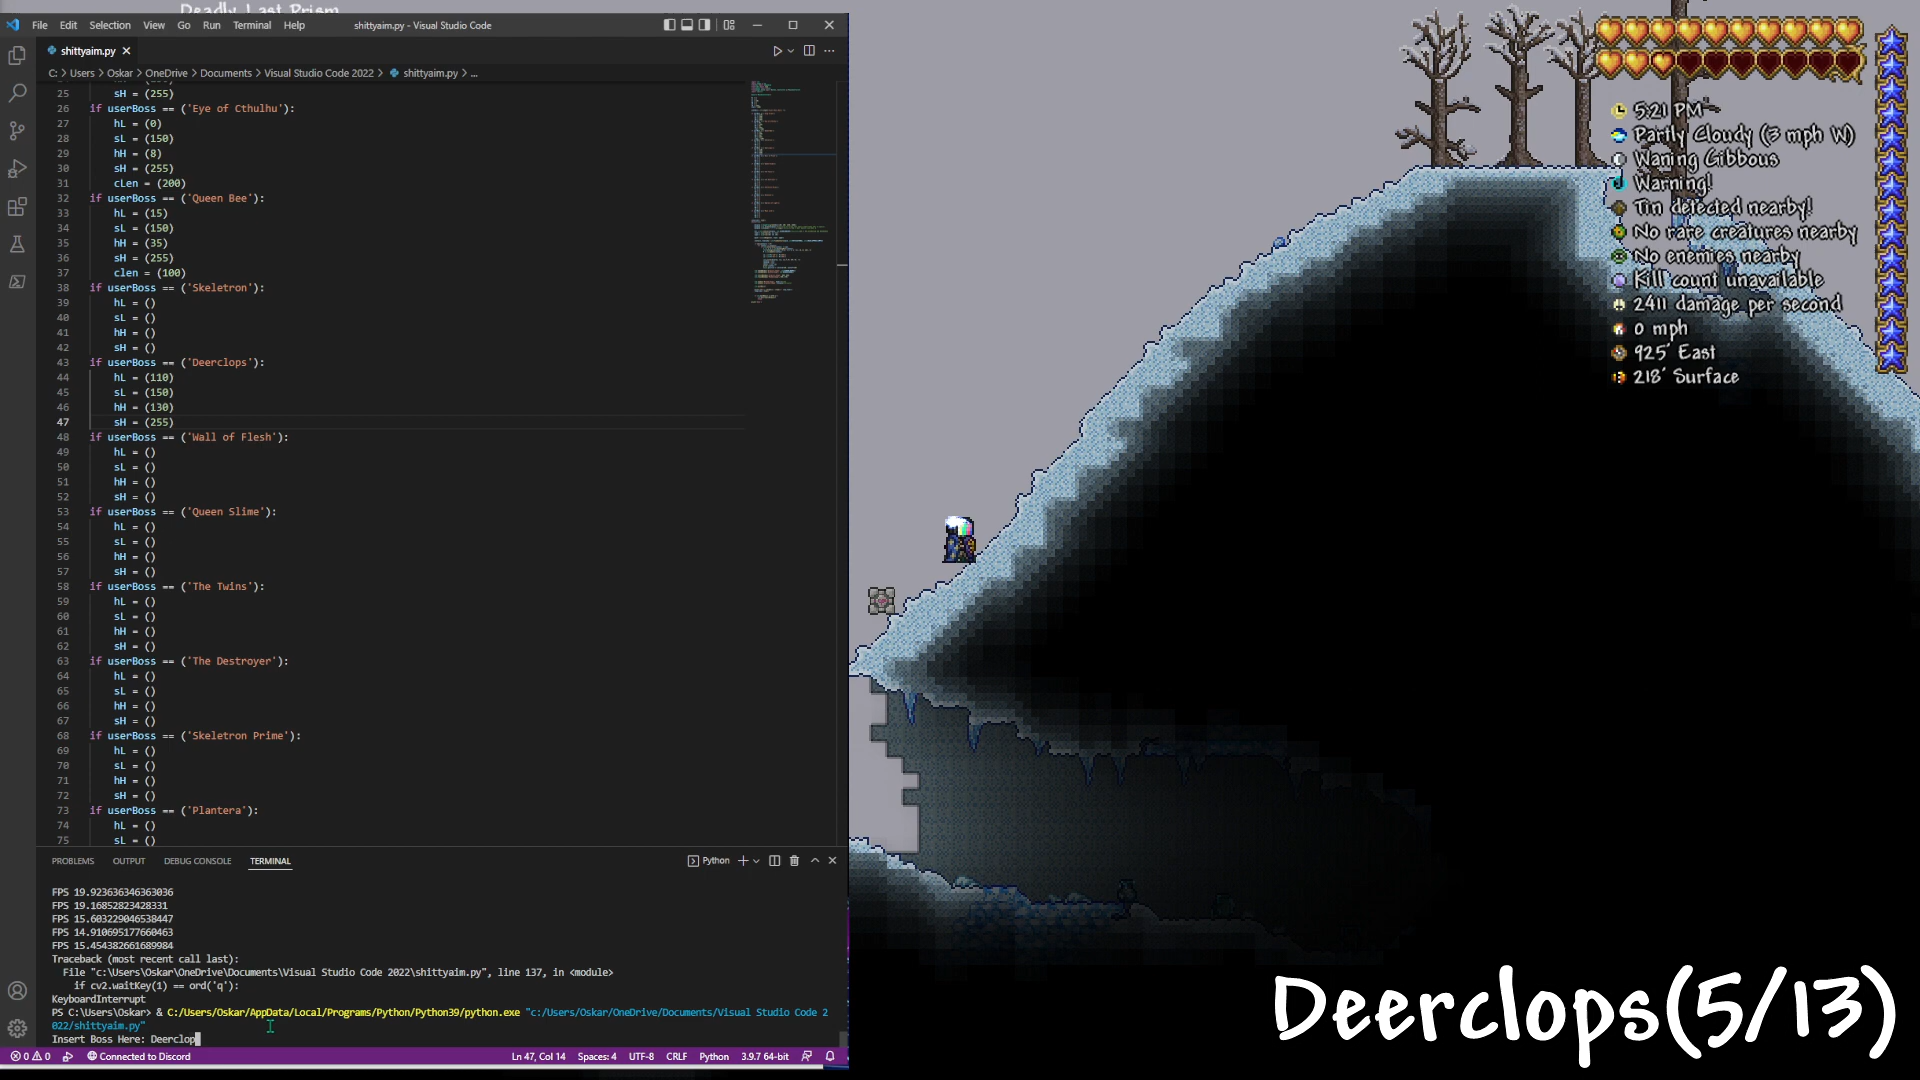 Deadly Last Prism
File Edit Selection View Go Run Terminal Help shittyaim.py - Visual Studio Code
shittyaim.py
C: > Users > Oskar > OneDrive > Documents > Visual Studio Code 2022 > shittyaim.py > ...
25 sH = (255)
26 if userBoss == ('Eye of Cthulhu'):
27 hL = (0)
28 sL = (150)
29 hH = (8)
30 sH = (255)
31 cLen = (200)
32 if userBoss == ('Queen Bee'):
33 hL = (15)
34 sL = (150)
35 hH = (35)
36 sH = (255)
37 clen = (100)
38 if userBoss == ('Skeletron'):
39 hL = ()
40 sL = ()
41 hH = ()
42 sH = ()
43 if userBoss == ('Deerclops'):
44 hL = (110)
45 sL = (150)
46 hH = (130)
47 sH = (255)
48 if userBoss == ('Wall of Flesh'):
49 hL = ()
50 sL = ()
51 hH = ()
52 sH = ()
53 if userBoss == ('Queen Slime'):
54 hL = ()
55 sL = ()
56 hH = ()
57 sH = ()
58 if userBoss == ('The Twins'):
59 hL = ()
60 sL = ()
61 hH = ()
62 sH = ()
63 if userBoss == ('The Destroyer'):
64 hL = ()
65 sL = ()
66 hH = ()
67 sH = ()
68 if userBoss == ('Skeletron Prime'):
69 hL = ()
70 sL = ()
71 hH = ()
72 sH = ()
73 if userBoss == ('Plantera'):
74 hL = ()
75 sL = ()
PROBLEMS OUTPUT DEBUG CONSOLE TERMINAL Python
FPS 19.923636346363036
FPS 19.16852823428331
FPS 15.603229046538447
FPS 14.910695177660463
FPS 15.454382661689984
Traceback (most recent call last):
File "c:\Users\Oskar\OneDrive\Documents\Visual Studio Code 2022\shittyaim.py", line 137, in <module>
if cv2.waitKey(1) == ord('q'):
KeyboardInterrupt
PS C:\Users\Oskar> & C:/Users/Oskar/AppData/Local/Programs/Python/Python39/python.exe "c:/Users/Oskar/OneDrive/Documents/Visual Studio Code 2
022/shittyaim.py"
Insert Boss Here: Deerclop
0 0 Connected to Discord Ln 47, Col 14 Spaces: 4 UTF-8 CRLF Python 3.9.7 64-bit
5:21 PM
Partly Cloudy (3 mph W)
Waning Gibbous
Warning!
Tin detected nearby!
No rare creatures nearby
No enemies nearby
Kill count unavailable
2411 damage per second
0 mph
925' East
218' Surface
Deerclops(5/13)